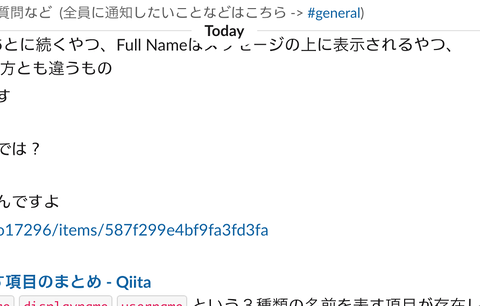 質問など (全員に通知したいことなどはこちら -> #general)
Today
とに続くやつ、Full Nameはメッセージの上に表示されるやつ、
方とも違うもの
す
では？
んですよ
o17296/items/587f299e4bf9fa3fd3fa
す項目のまとめ - Qiita
displayname username という３種類の名前を表す項目が存在し